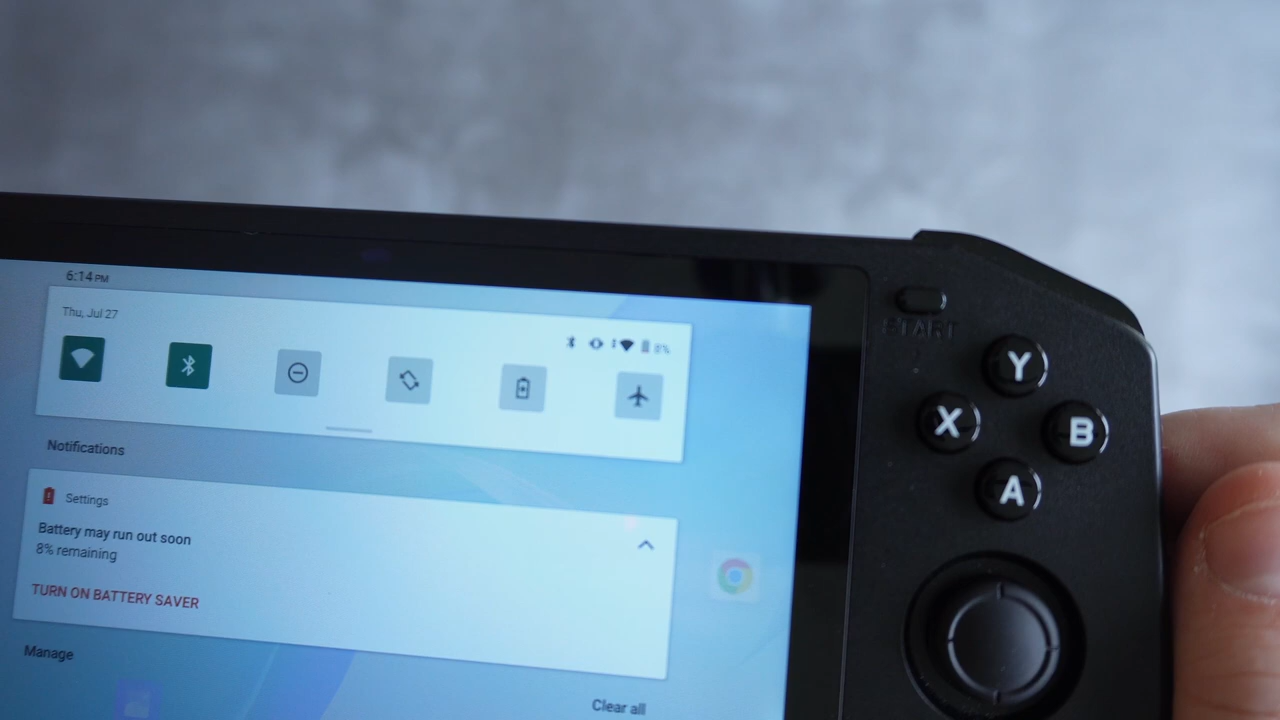 6:14 PM
Thu, Jul 27
8%
Notifications
Settings
Battery may run out soon
8% remaining
TURN ON BATTERY SAVER
Manage
Clear all
START
Y
X
B
A